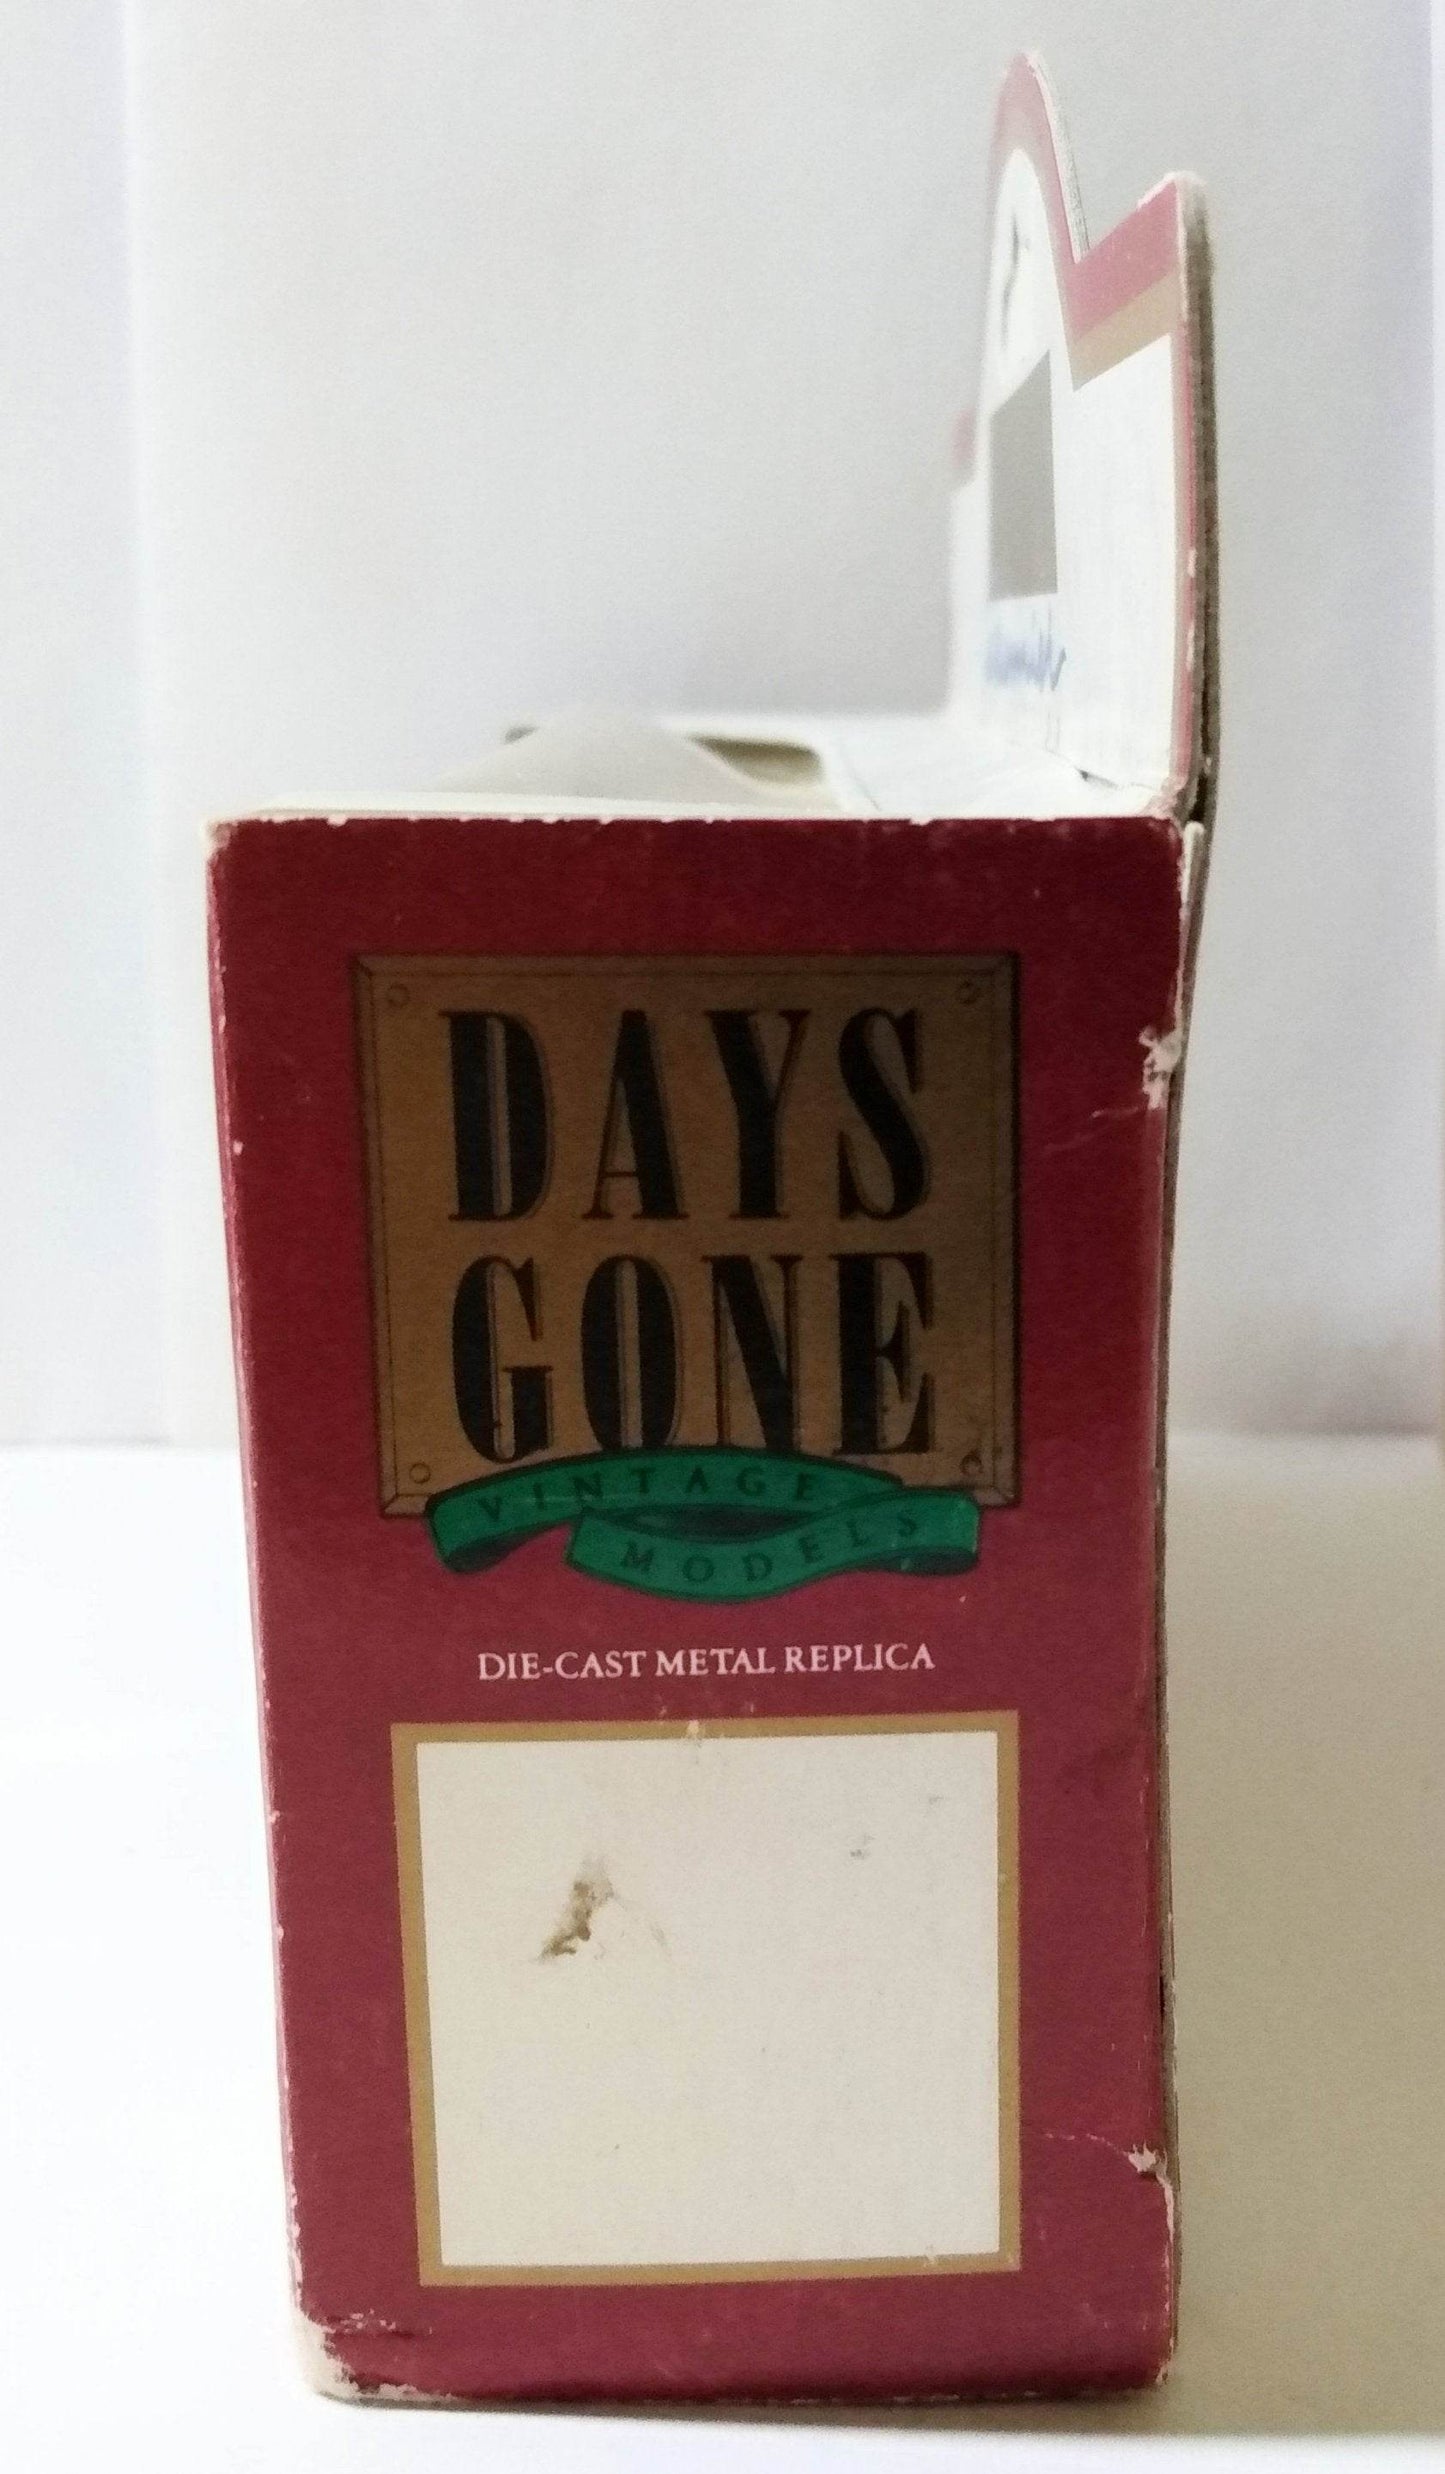 DAYS
GONE
VINTAGE
MODELS
DIE-CAST METAL REPLICA